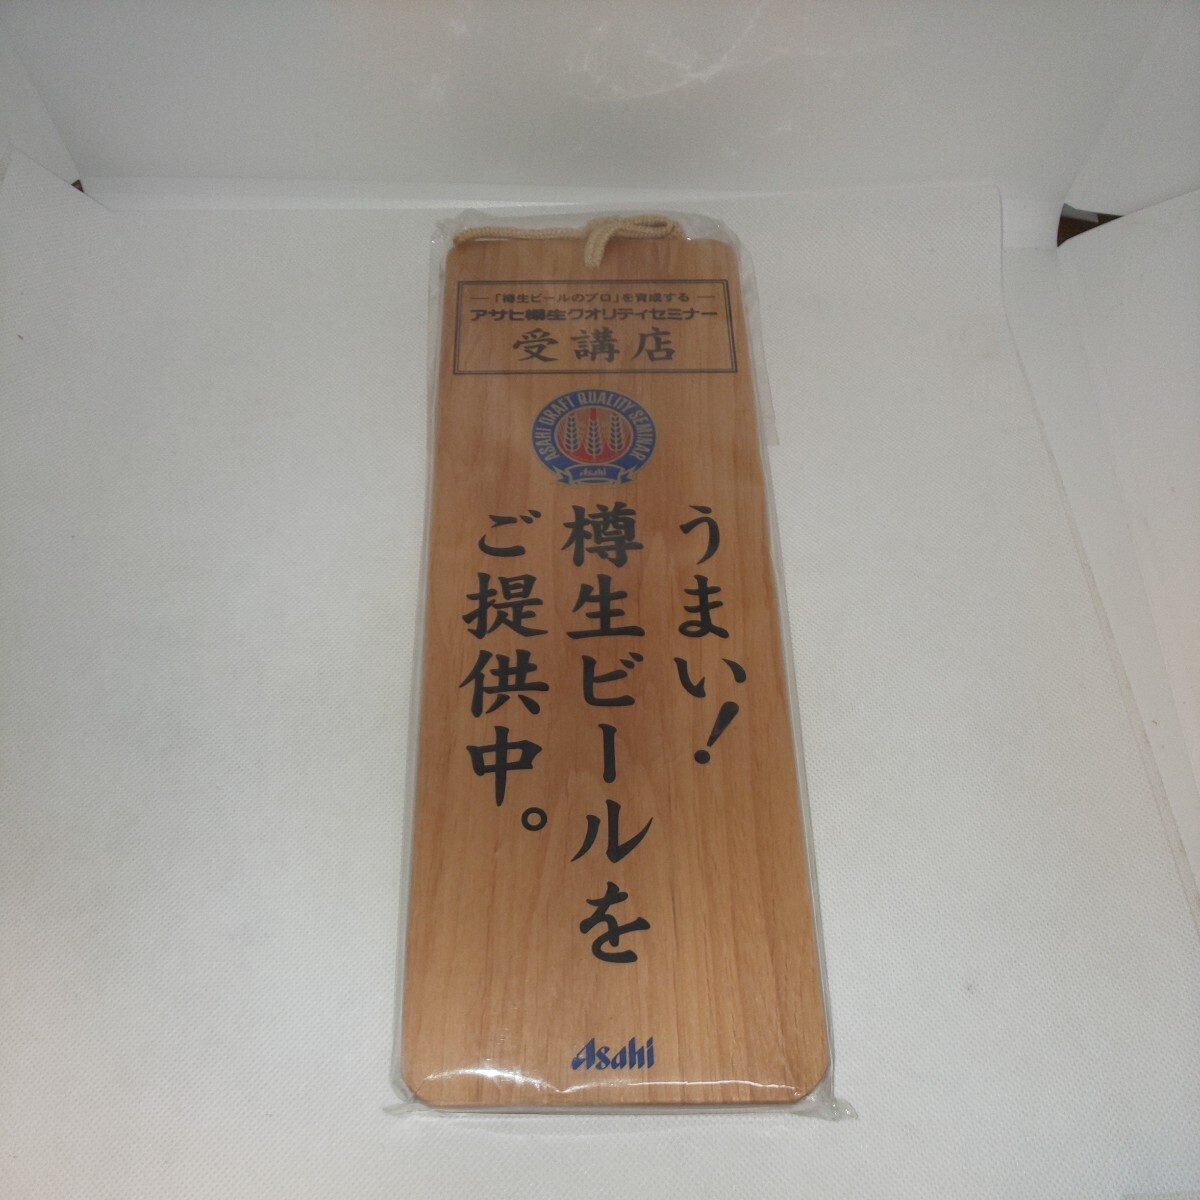 ―「樽生ビールのプロ」を育成する―
アサヒ樽生クオリティセミナー
受講店
ASAHI DRAFT QUALITY SEMINAR
Asahi
うまい!
樽生ビールを
ご提供中。
Asahi